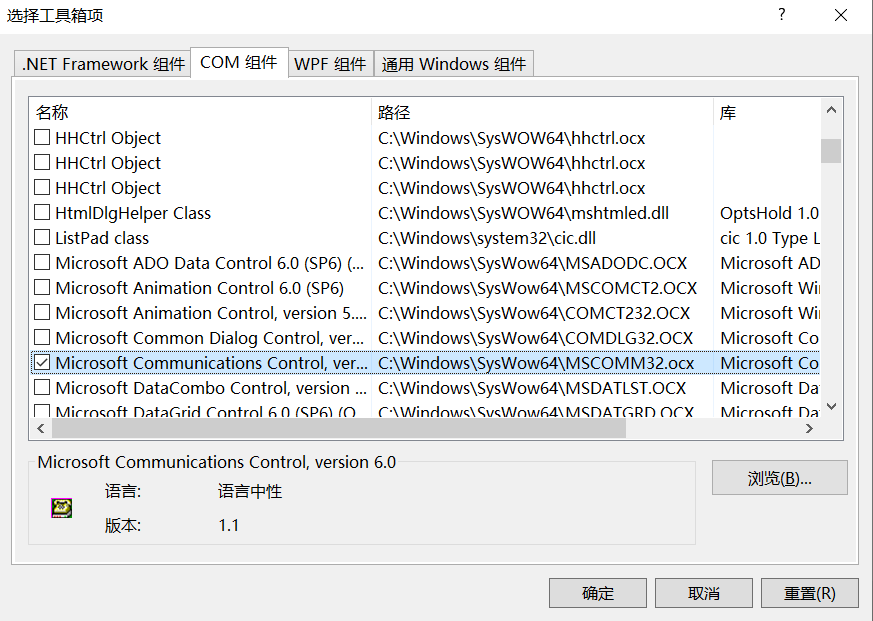 选择工具箱项
.NET Framework 组件 COM 组件 WPF 组件 通用 Windows 组件
名称 路径 库
HHCtrl Object C:\Windows\SysWOW64\hhctrl.ocx
HHCtrl Object C:\Windows\SysWOW64\hhctrl.ocx
HHCtrl Object C:\Windows\SysWOW64\hhctrl.ocx
HtmlDlgHelper Class C:\Windows\SysWOW64\mshtmled.dll OptsHold 1.0
ListPad class C:\Windows\system32\cic.dll cic 1.0 Type L
Microsoft ADO Data Control 6.0 (SP6) (... C:\Windows\SysWow64\MSADODC.OCX Microsoft AD
Microsoft Animation Control 6.0 (SP6) C:\Windows\SysWow64\MSCOMCT2.OCX Microsoft Wi
Microsoft Animation Control, version 5.... C:\Windows\SysWow64\COMCT232.OCX Microsoft Wi
Microsoft Common Dialog Control, ver... C:\Windows\SysWow64\COMDLG32.OCX Microsoft Co
Microsoft Communications Control, ver... C:\Windows\SysWow64\MSCOMM32.ocx Microsoft Co
Microsoft DataCombo Control, version ... C:\Windows\SysWow64\MSDATLST.OCX Microsoft Da
Microsoft DataGrid Control 6.0 (SP6) (O... C:\Windows\SysWow64\MSDATGRD.OCX Microsoft Da
Microsoft Communications Control, version 6.0
语言: 语言中性
版本: 1.1
浏览(B)...
确定 取消 重置(R)